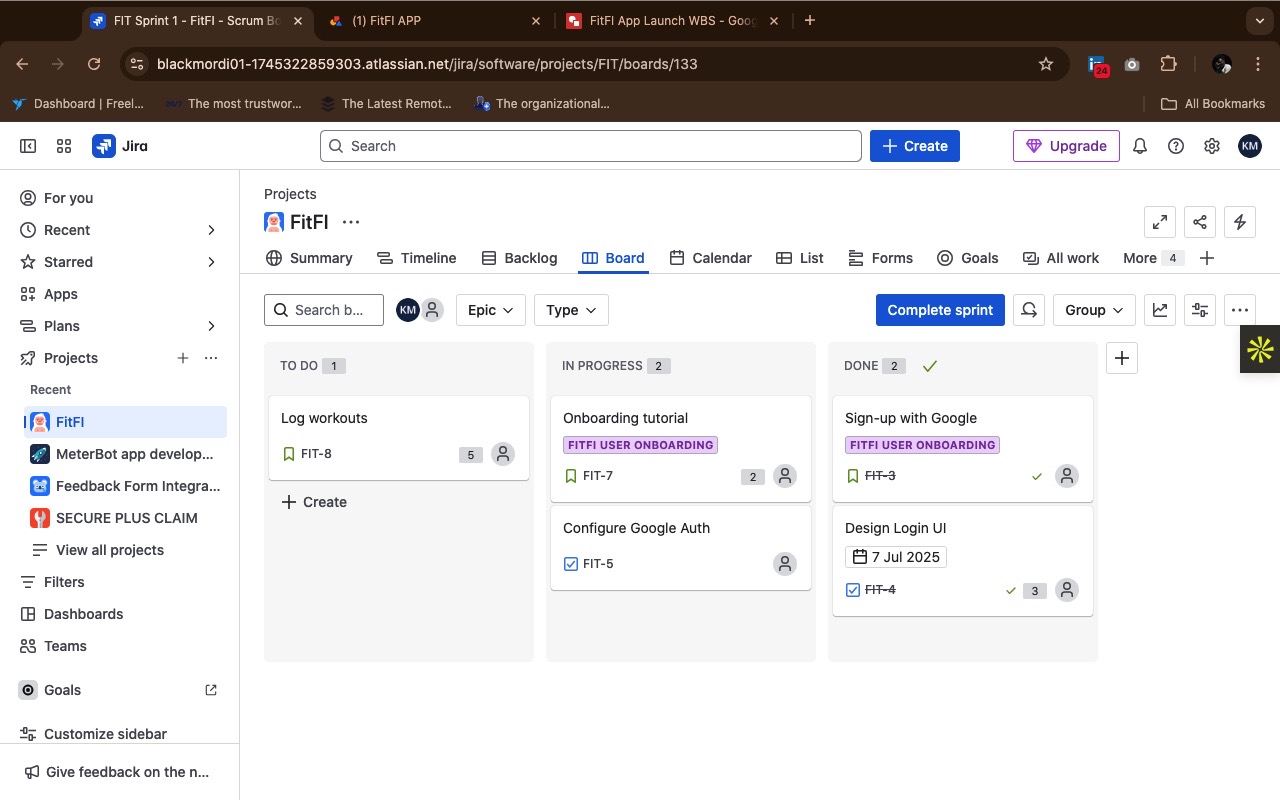 FIT Sprint 1 - FitFI - Scrum Bo
(1) FitFI APP
FitFI App Launch WBS - Goog
blackmordi01-1745322859303.atlassian.net/jira/software/projects/FIT/boards/133
24
Dashboard | Freel...
The most trustwor...
The Latest Remot...
The organizational...
All Bookmarks
Jira
Search
Create
Upgrade
KM
For you
Recent
Starred
Apps
Plans
Projects
Recent
FitFI
MeterBot app develop...
Feedback Form Integra...
SECURE PLUS CLAIM
View all projects
Filters
Dashboards
Teams
Goals
Customize sidebar
Give feedback on the n...
Projects
FitFI
Summary
Timeline
Backlog
Board
Calendar
List
Forms
Goals
All work
More 4
Search b...
KM
Epic
Type
Complete sprint
Group
TO DO 1
Log workouts
FIT-8
5
Create
IN PROGRESS 2
Onboarding tutorial
FITFI USER ONBOARDING
FIT-7
2
Configure Google Auth
FIT-5
DONE 2
Sign-up with Google
FITFI USER ONBOARDING
FIT-3
Design Login UI
7 Jul 2025
FIT-4
3